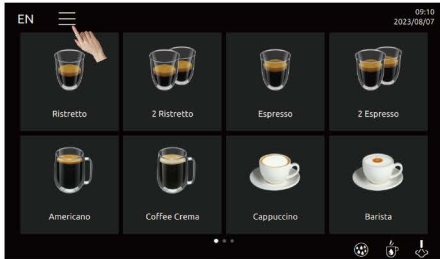 EN
09:10
2023/08/07
Ristretto
2 Ristretto
Espresso
2 Espresso
Americano
Coffee Crema
Cappuccino
Barista